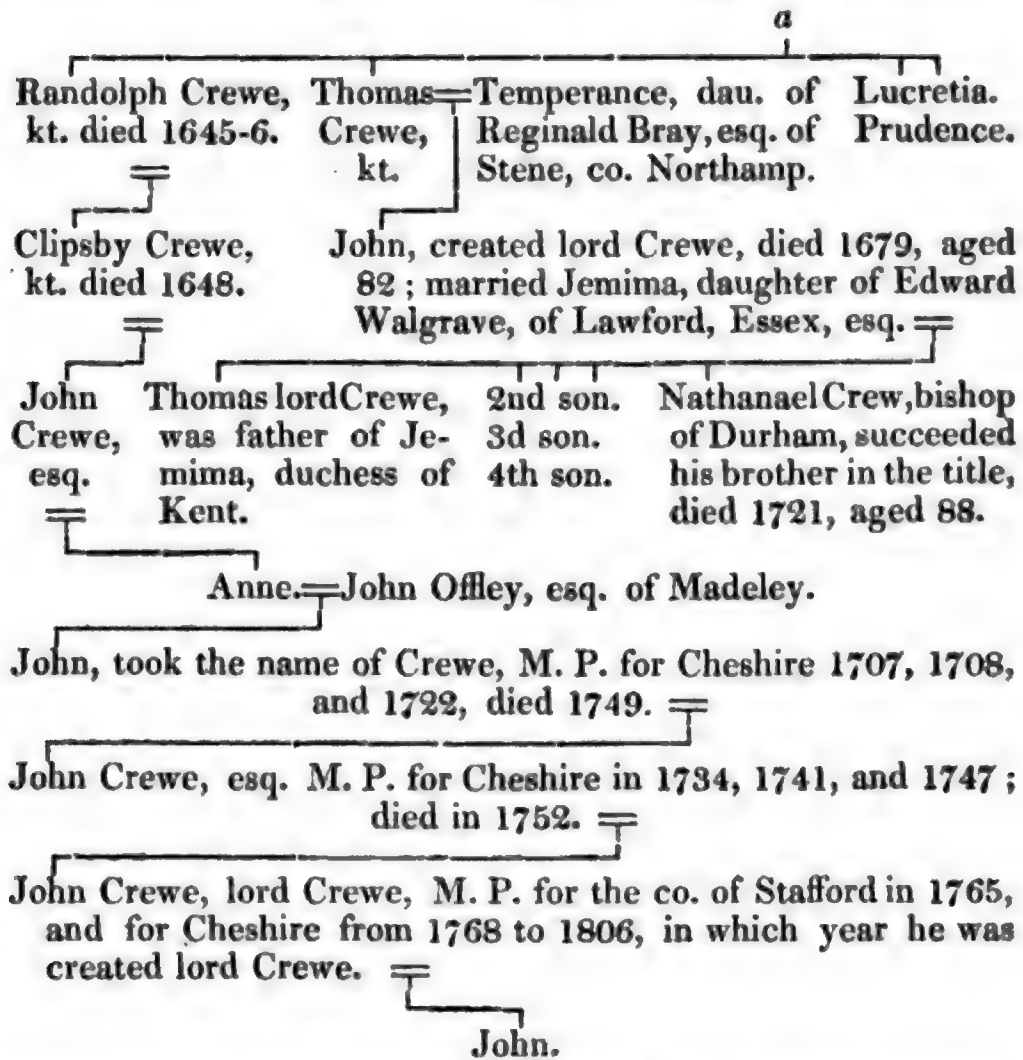 a
Randolph Crewe,
kt. died 1645-6.
Thomas
Crewe,
kt.
Temperance, dau. of
Reginald Bray, esq. of
Stene, co. Northamp.
Lucretia.
Prudence.
Clipsby Crewe,
kt. died 1648.
John, created lord Crewe, died 1679, aged
82; married Jemima, daughter of Edward
Walgrave, of Lawford, Essex, esq.
John
Crewe,
esq.
Thomas lord Crewe,
was father of Je-
mima, duchess of
Kent.
2nd son.
3d son.
4th son.
Nathanael Crew, bishop
of Durham, succeeded
his brother in the title,
died 1721, aged 88.
Anne.═John Offley, esq. of Madeley.
John, took the name of Crewe, M. P. for Cheshire 1707, 1708,
and 1722, died 1749.
John Crewe, esq. M. P. for Cheshire in 1734, 1741, and 1747;
died in 1752.
John Crewe, lord Crewe, M. P. for the co. of Stafford in 1765,
and for Cheshire from 1768 to 1806, in which year he was
created lord Crewe.
John.